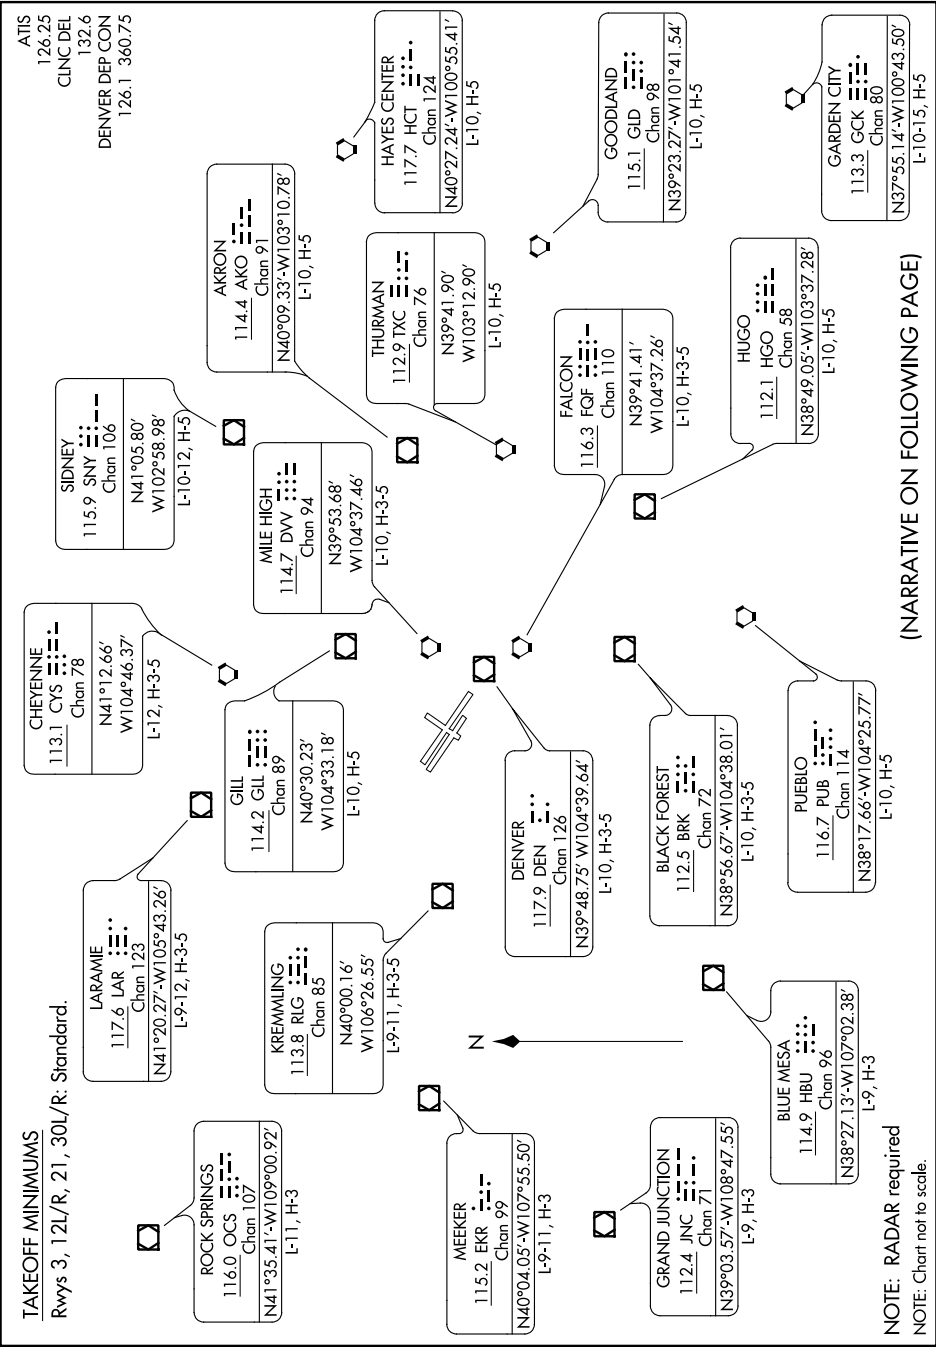 TAKEOFF MINIMUMS
Rwys 3, 12L/R, 21, 30L/R: Standard.
ATIS
126.25
CLNC DEL
132.6
DENVER DEP CON
126.1 360.75
ROCK SPRINGS
116.0 OCS
Chan 107
N41°35.41’-W109°00.92’
L-11, H-3
LARAMIE
117.6 LAR
Chan 123
N41°20.27’-W105°43.26’
L-9-12, H-3-5
CHEYENNE
113.1 CYS
Chan 78
N41°12.66’
W104°46.37’
L-12, H-3-5
SIDNEY
115.9 SNY
Chan 106
N41°05.80’
W102°58.98’
L-10-12, H-5
AKRON
114.4 AKO
Chan 91
N40°09.33’-W103°10.78’
L-10, H-5
HAYES CENTER
117.7 HCT
Chan 124
N40°27.24’-W100°55.41’
L-10, H-5
KREMMLING
113.8 RLG
Chan 85
N40°00.16’
W106°26.55’
L-9-11, H-3-5
GILL
114.2 GLL
Chan 89
N40°30.23’
W104°33.18’
L-10, H-5
MILE HIGH
114.7 DVV
Chan 94
N39°53.68’
W104°37.46’
L-10, H-3-5
THURMAN
112.9 TXC
Chan 76
N39°41.90’
W103°12.90’
L-10, H-5
GOODLAND
115.1 GLD
Chan 98
N39°23.27’-W101°41.54’
L-10, H-5
N
MEEKER
115.2 EKR
Chan 99
N40°04.05’-W107°55.50’
L-9-11, H-3
DENVER
117.9 DEN
Chan 126
N39°48.75’ W104°39.64’
L-10, H-3-5
FALCON
116.3 FQF
Chan 110
N39°41.41’
W104°37.26’
L-10, H-3-5
GRAND JUNCTION
112.4 JNC
Chan 71
N39°03.57’-W108°47.55’
L-9, H-3
BLACK FOREST
112.5 BRK
Chan 72
N38°56.67’-W104°38.01’
L-10, H-3-5
HUGO
112.1 HGO
Chan 58
N38°49.05’-W103°37.28’
L-10, H-5
GARDEN CITY
113.3 GCK
Chan 80
N37°55.14’-W100°43.50’
L-10-15, H-5
BLUE MESA
114.9 HBU
Chan 96
N38°27.13’-W107°02.38’
L-9, H-3
PUEBLO
116.7 PUB
Chan 114
N38°17.66’-W104°25.77’
L-10, H-5
NOTE: RADAR required
NOTE: Chart not to scale.
(NARRATIVE ON FOLLOWING PAGE)